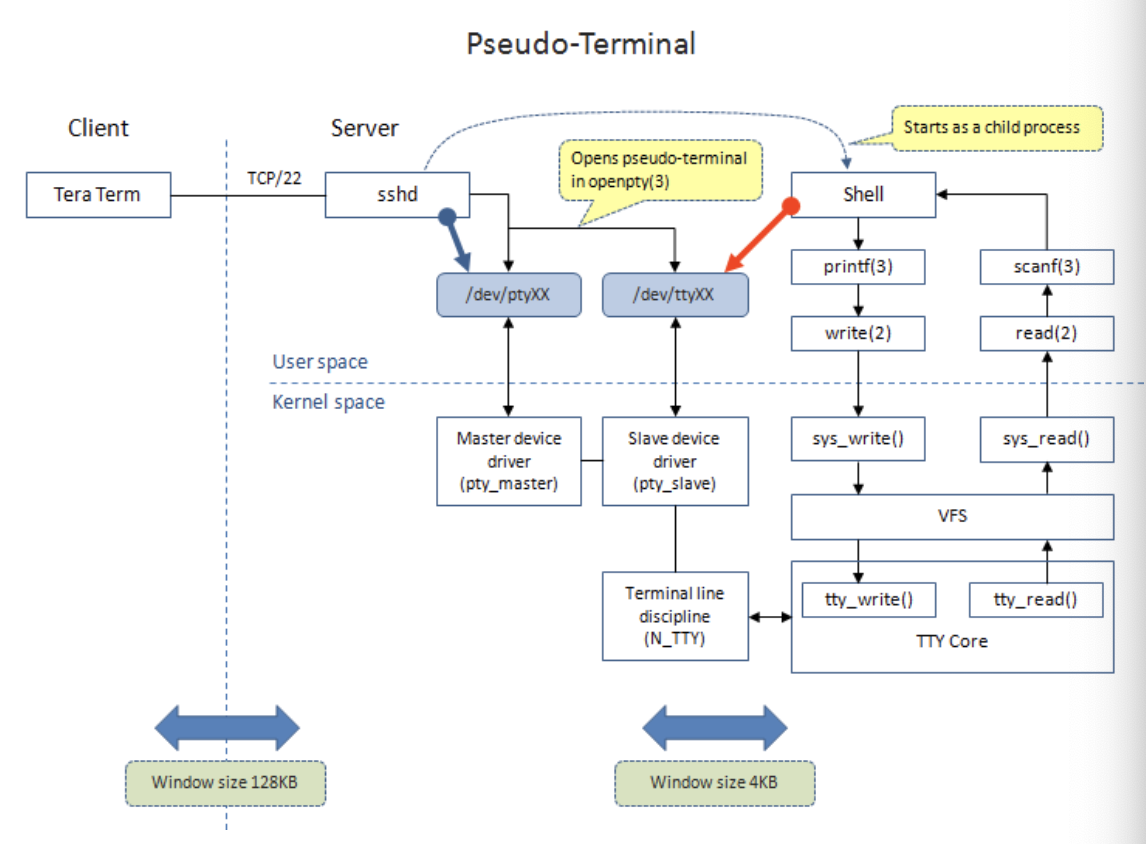 Pseudo-Terminal
Client
Server
Starts as a child process
Opens pseudo-terminal
in openpty(3)
Tera Term
TCP/22
sshd
Shell
printf(3)
scanf(3)
/dev/ptyXX
/dev/ttyXX
write(2)
read(2)
User space
Kernel space
Master device
driver
(pty_master)
Slave device
driver
(pty_slave)
sys_write()
sys_read()
VFS
Terminal line
discipline
(N_TTY)
tty_write()
tty_read()
TTY Core
Window size 128KB
Window size 4KB